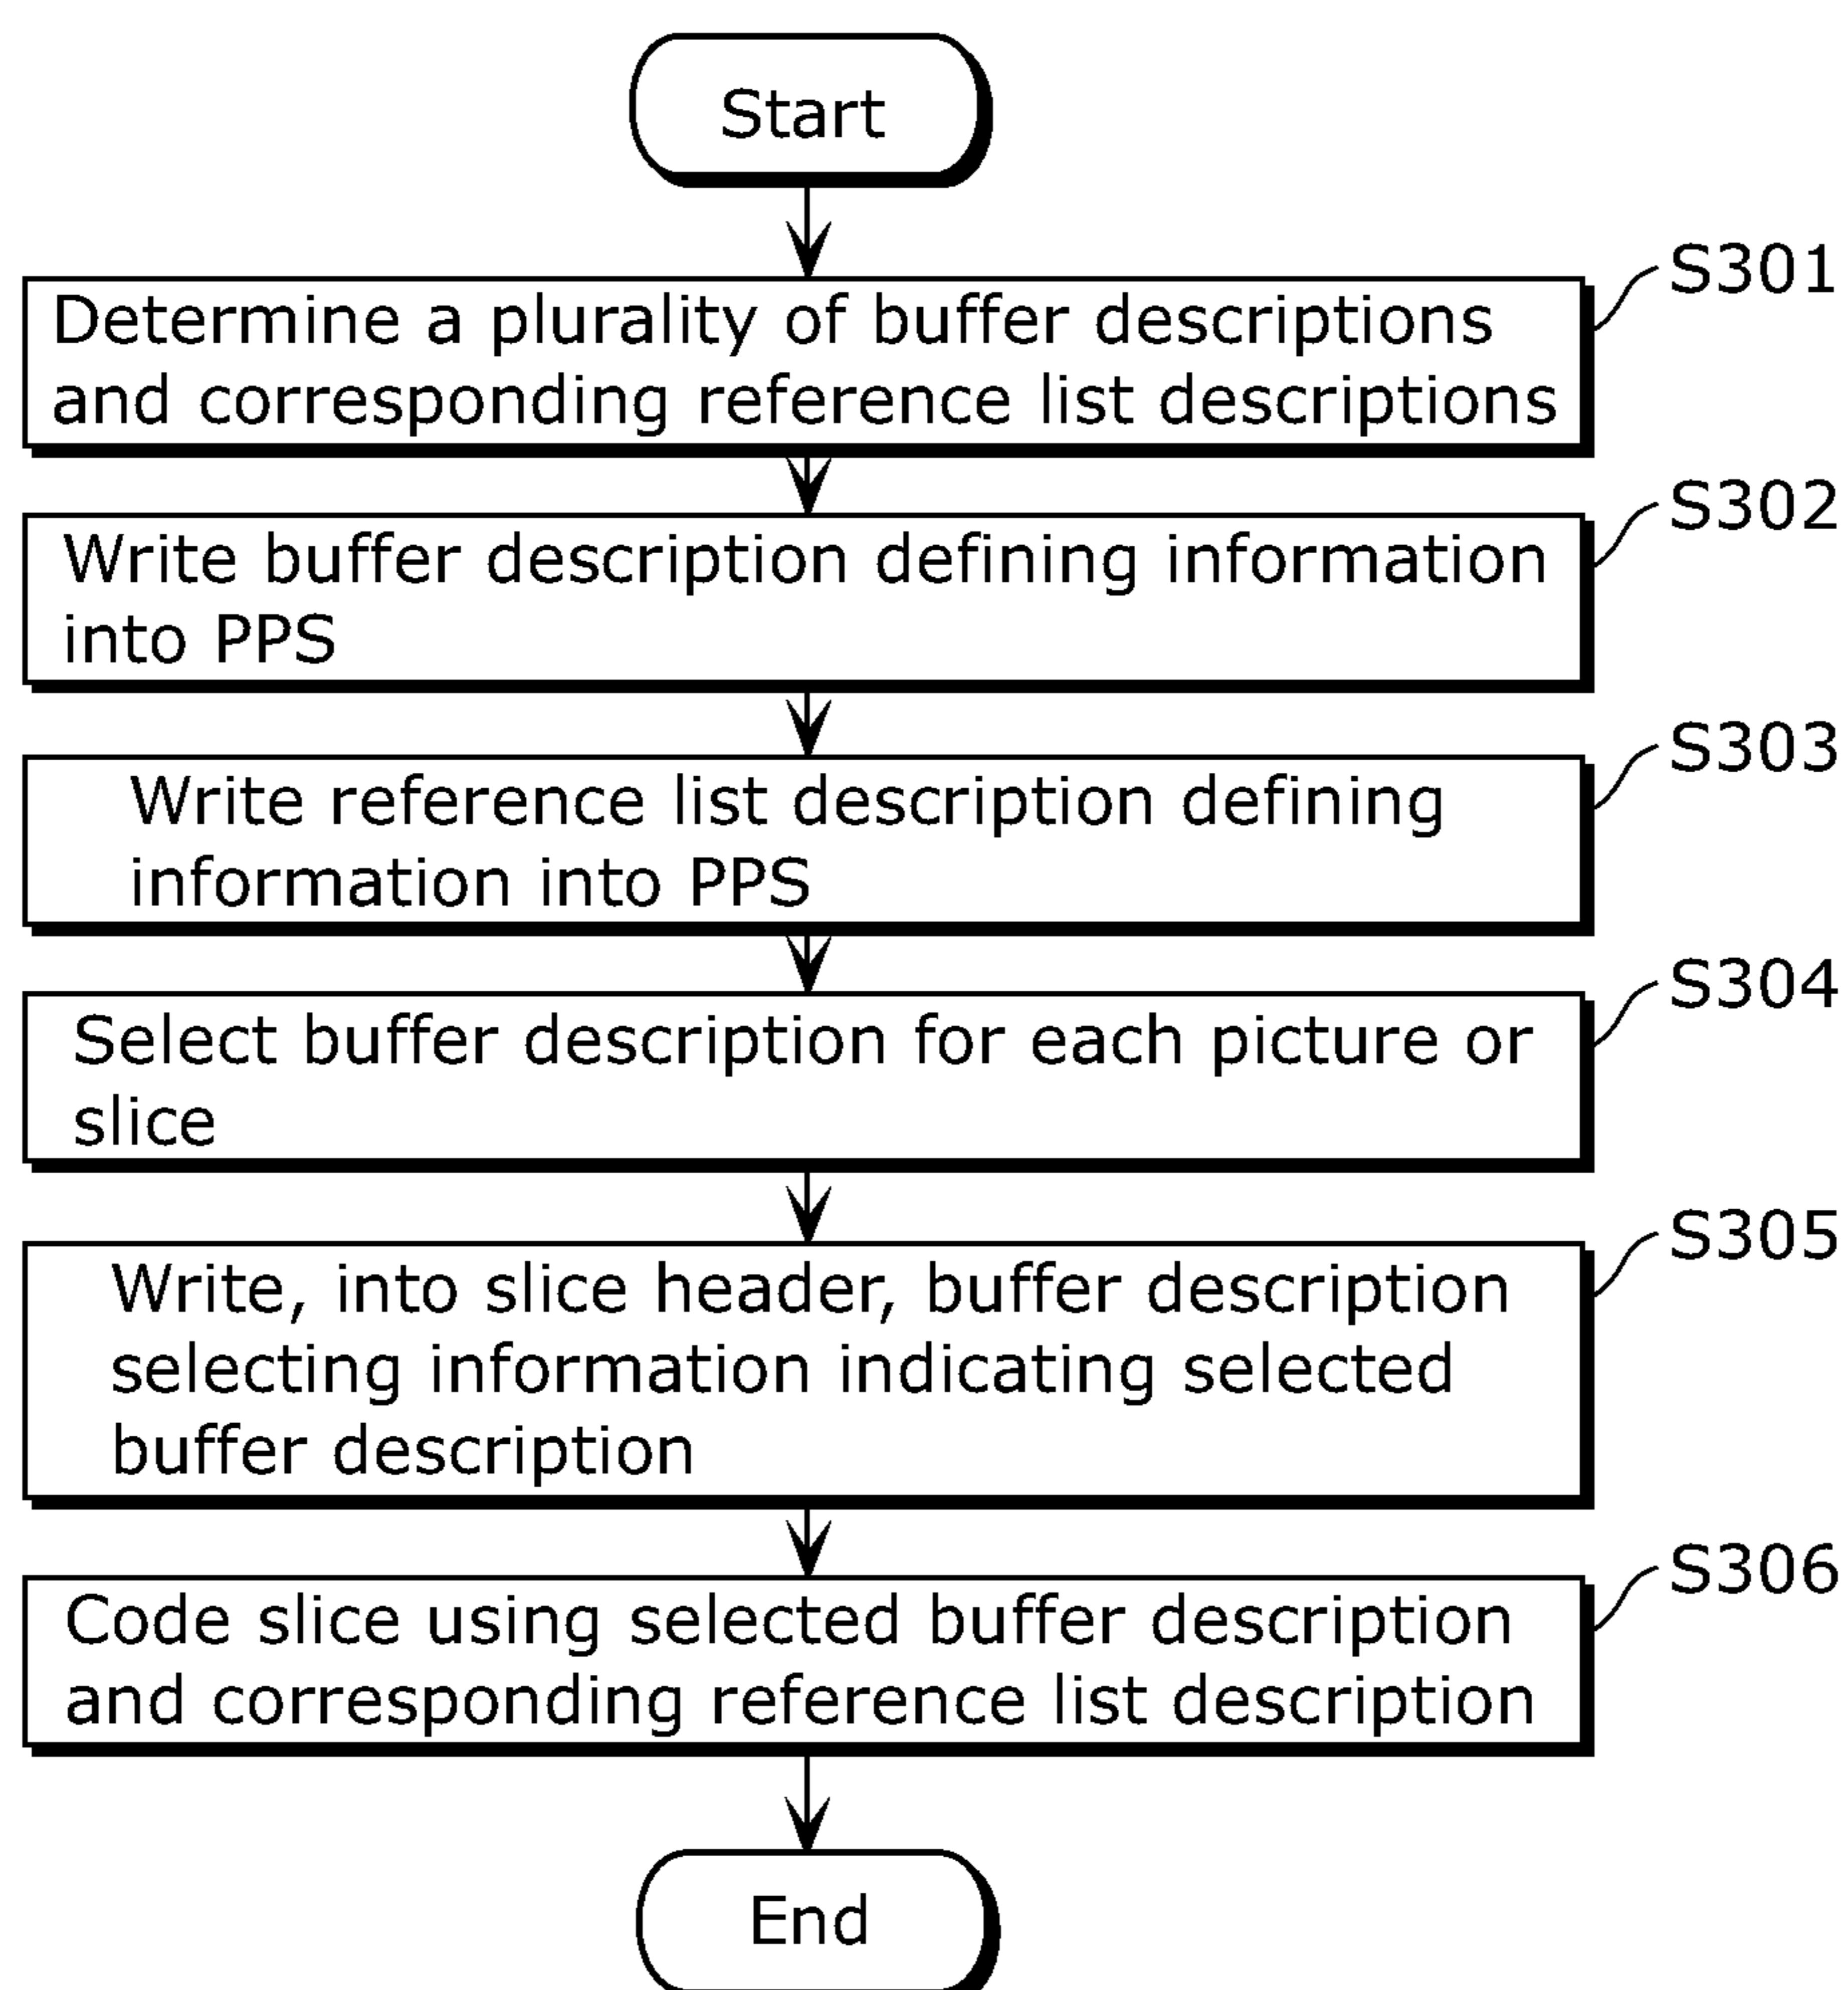 Start
S301
Determine a plurality of buffer descriptions
and corresponding reference list descriptions
S302
Write buffer description defining information
into PPS
S303
Write reference list description defining
information into PPS
S304
Select buffer description for each picture or
slice
S305
Write, into slice header, buffer description
selecting information indicating selected
buffer description
S306
Code slice using selected buffer description
and corresponding reference list description
End